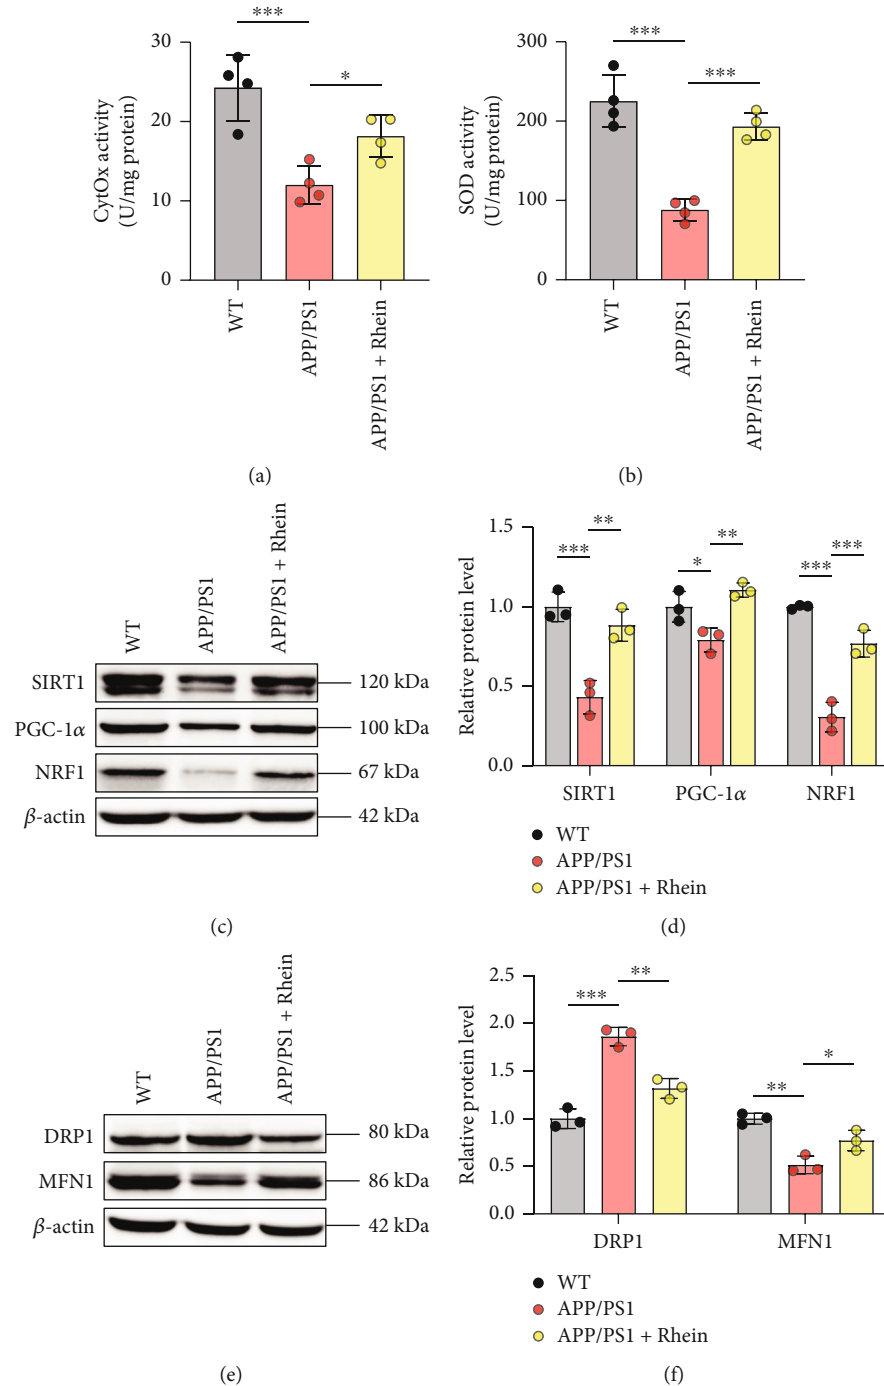 ***
*
30
20
10
0
CytOx activity
(U/mg protein)
WT
APP/PS1
APP/PS1 + Rhein
(a)
***
***
300
200
100
0
SOD activity
(U/mg protein)
WT
APP/PS1
APP/PS1 + Rhein
(b)
WT
APP/PS1
APP/PS1 + Rhein
SIRT1
120 kDa
PGC-1α
100 kDa
NRF1
67 kDa
β-actin
42 kDa
(c)
Relative protein level
1.5
1.0
0.5
0.0
***
**
*
**
***
***
SIRT1
PGC-1α
NRF1
WT
APP/PS1
APP/PS1 + Rhein
(d)
WT
APP/PS1
APP/PS1 + Rhein
DRP1
80 kDa
MFN1
86 kDa
β-actin
42 kDa
(e)
Relative protein level
2.5
2.0
1.5
1.0
0.5
0.0
***
**
**
*
DRP1
MFN1
WT
APP/PS1
APP/PS1 + Rhein
(f)